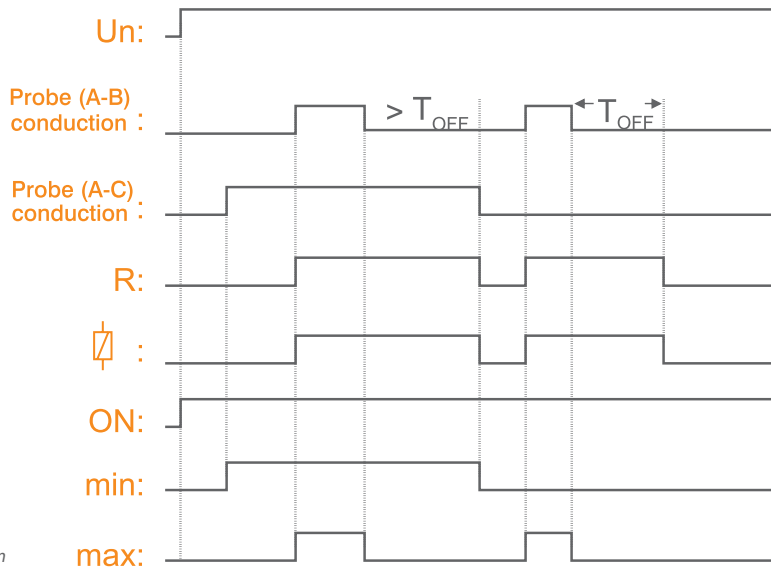 Un:
Probe (A-B)
conduction :
> TOFF
TOFF
Probe (A-C)
conduction :
R:
:
ON:
min:
max: